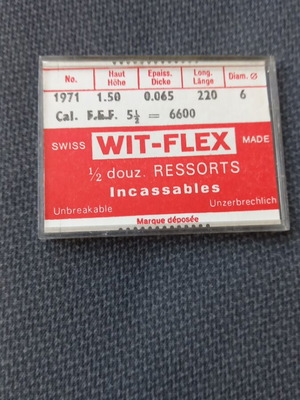 No. Haut Höhe Epaiss. Dicke Long. Länge Diam. Ø
1971 1.50 0.065 220 6
Cal. F.E.F. 5½ = 6600
SWISS WIT-FLEX MADE
½ douz. RESSORTS
Incassables
Unbreakable Unzerbrechlich
Marque déposée